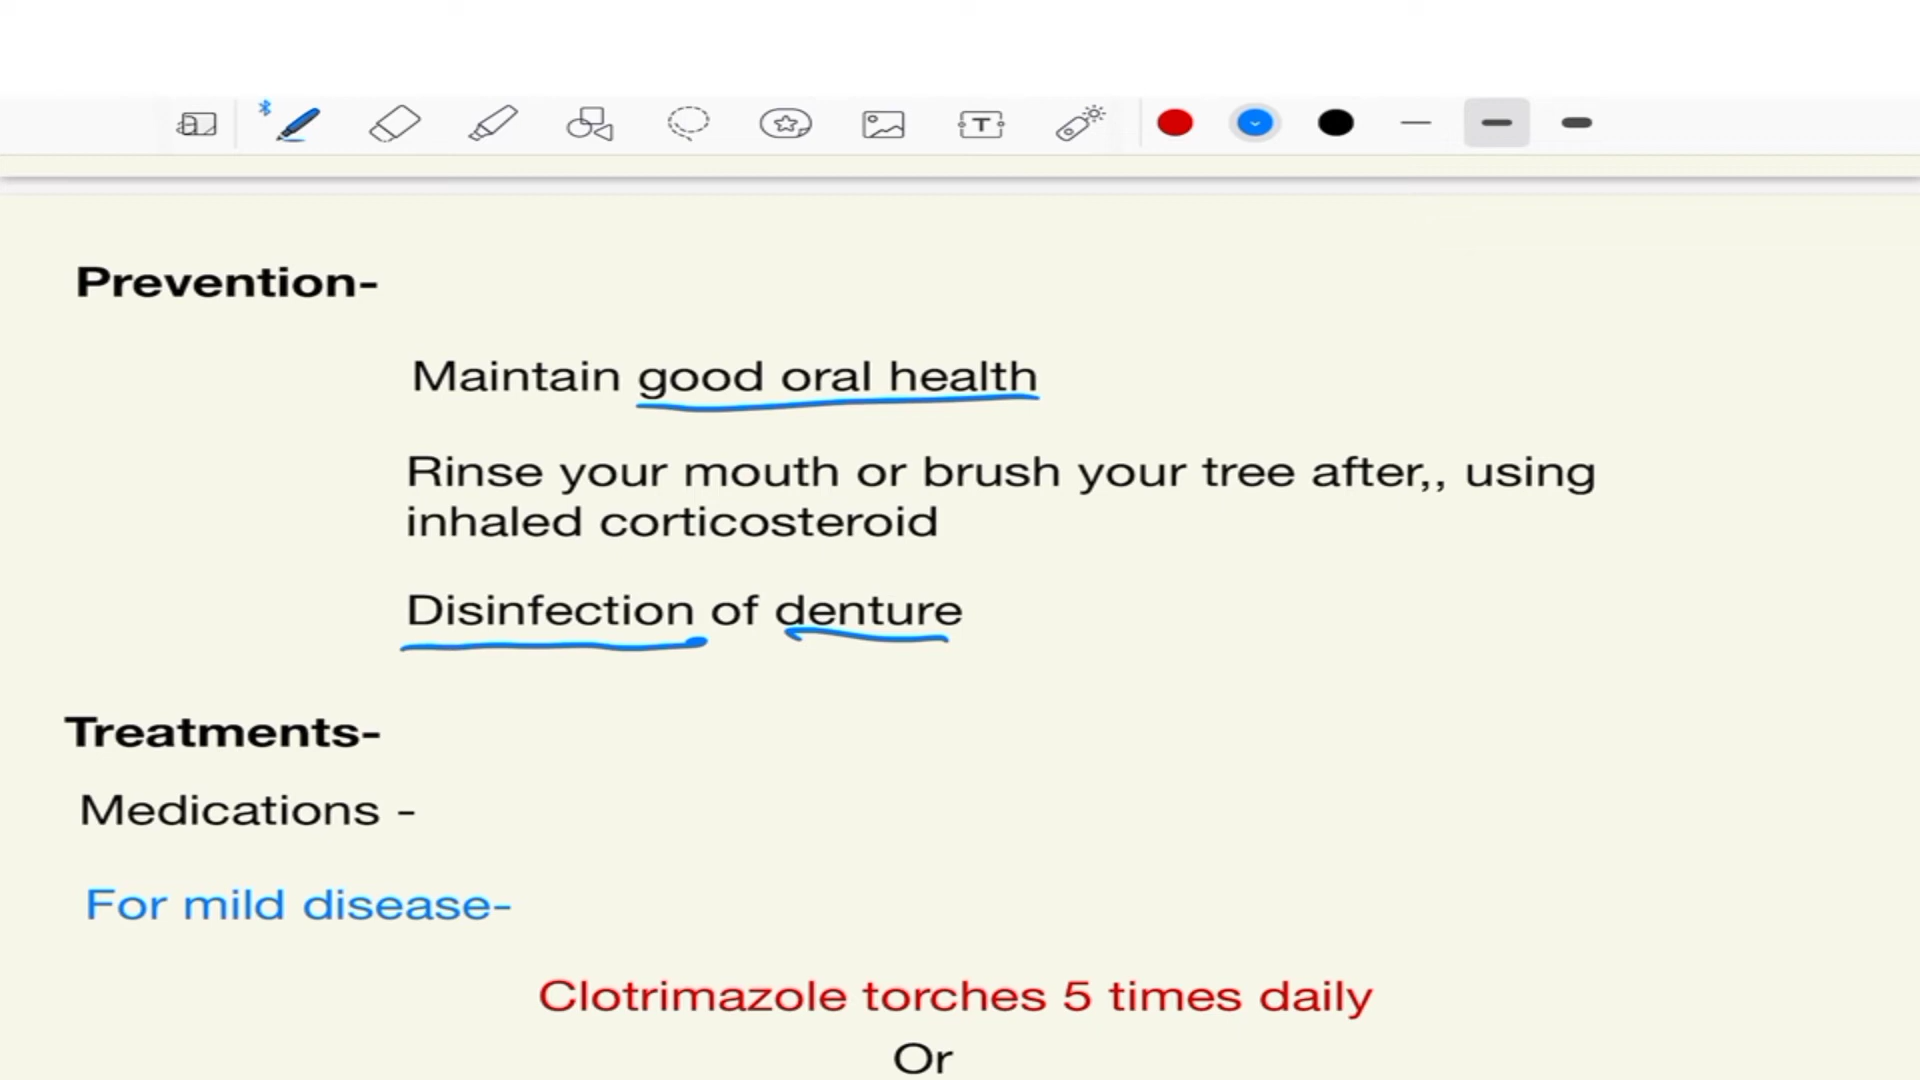 Prevention-
Maintain good oral health
Rinse your mouth or brush your tree after,, using
inhaled corticosteroid
Disinfection of denture
Treatments-
Medications -
For mild disease-
Clotrimazole torches 5 times daily
Or